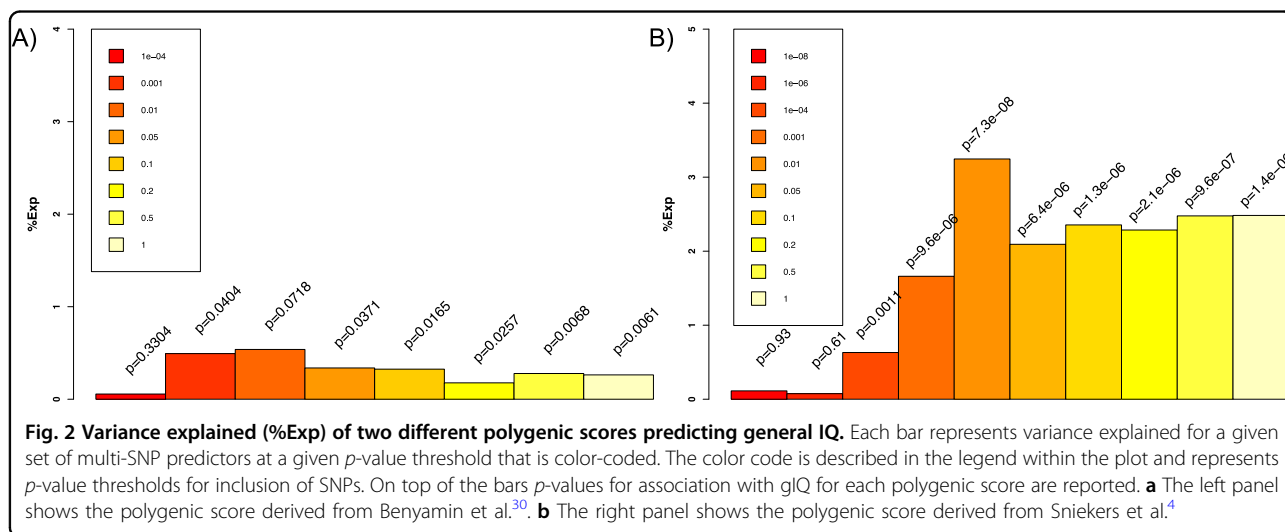 A)
4
3
2
1
0
%Exp
1e−04
0.001
0.01
0.05
0.1
0.2
0.5
1
p=0.3304
p=0.0404
p=0.0718
p=0.0371
p=0.0165
p=0.0257
p=0.0068
p=0.0061
B)
5
4
3
2
1
0
%Exp
1e−08
1e−06
1e−04
0.001
0.01
0.05
0.1
0.2
0.5
1
p=0.93
p=0.61
p=0.0011
p=9.6e−06
p=7.3e−08
p=6.4e−06
p=1.3e−06
p=2.1e−06
p=9.6e−07
Fig. 2 Variance explained (%Exp) of two different polygenic scores predicting general IQ. Each bar represents variance explained for a given
set of multi-SNP predictors at a given p-value threshold that is color-coded. The color code is described in the legend within the plot and represents
p-value thresholds for inclusion of SNPs. On top of the bars p-values for association with gIQ for each polygenic score are reported. a The left panel
shows the polygenic score derived from Benyamin et al.30. b The right panel shows the polygenic score derived from Sniekers et al.4